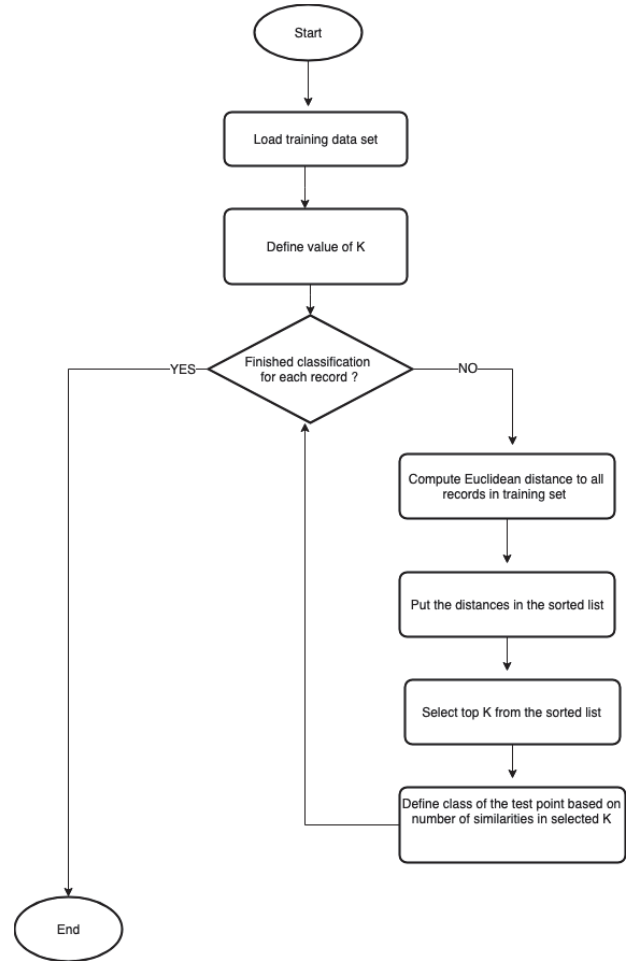 Start
Load training data set
Define value of K
Finished classification
for each record ?
YES
NO
Compute Euclidean distance to all
records in training set
Put the distances in the sorted list
Select top K from the sorted list
Define class of the test point based on
number of similarities in selected K
End